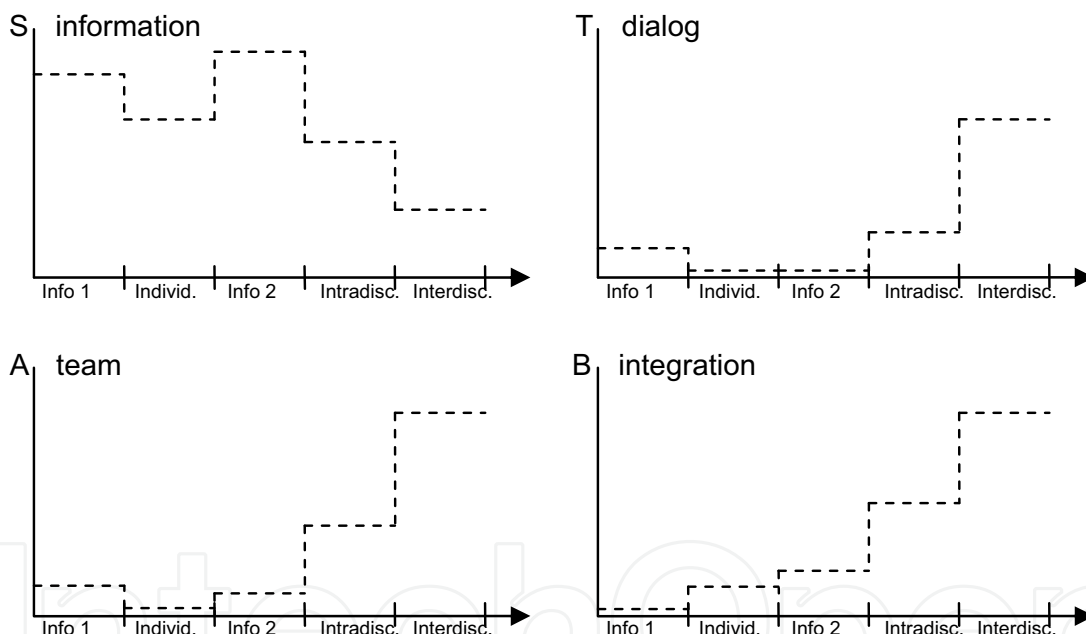 S information
T dialog
Info 1 Individ. Info 2 Intradisc. Interdisc.
Info 1 Individ. Info 2 Intradisc. Interdisc.
A team
B integration
Info 1 Individ. Info 2 Intradisc. Interdisc.
Info 1 Individ. Info 2 Intradisc. Interdisc.
IntechOpen